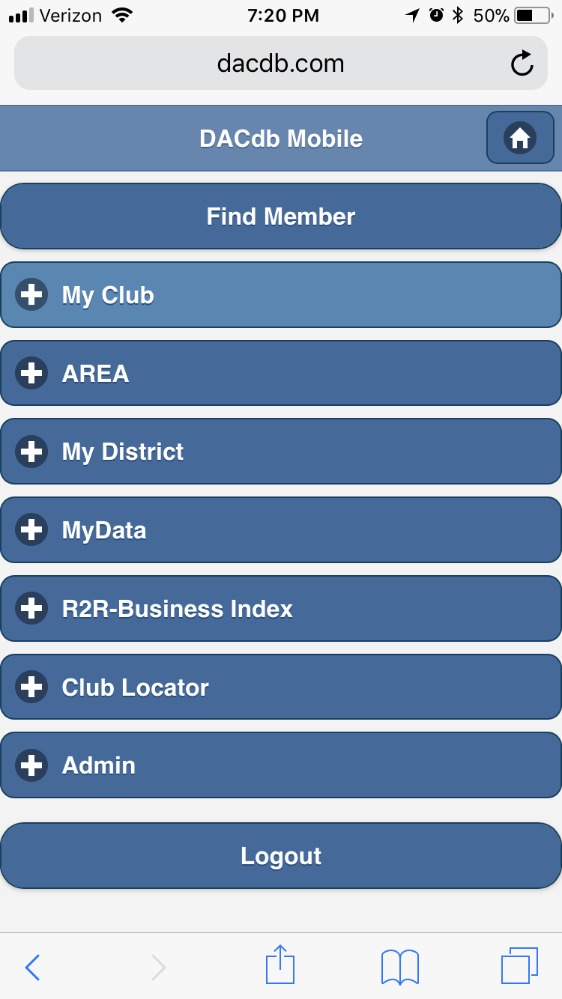 Verizon 7:20 PM 50%
dacdb.com
DACdb Mobile
Find Member
My Club
AREA
My District
MyData
R2R-Business Index
Club Locator
Admin
Logout